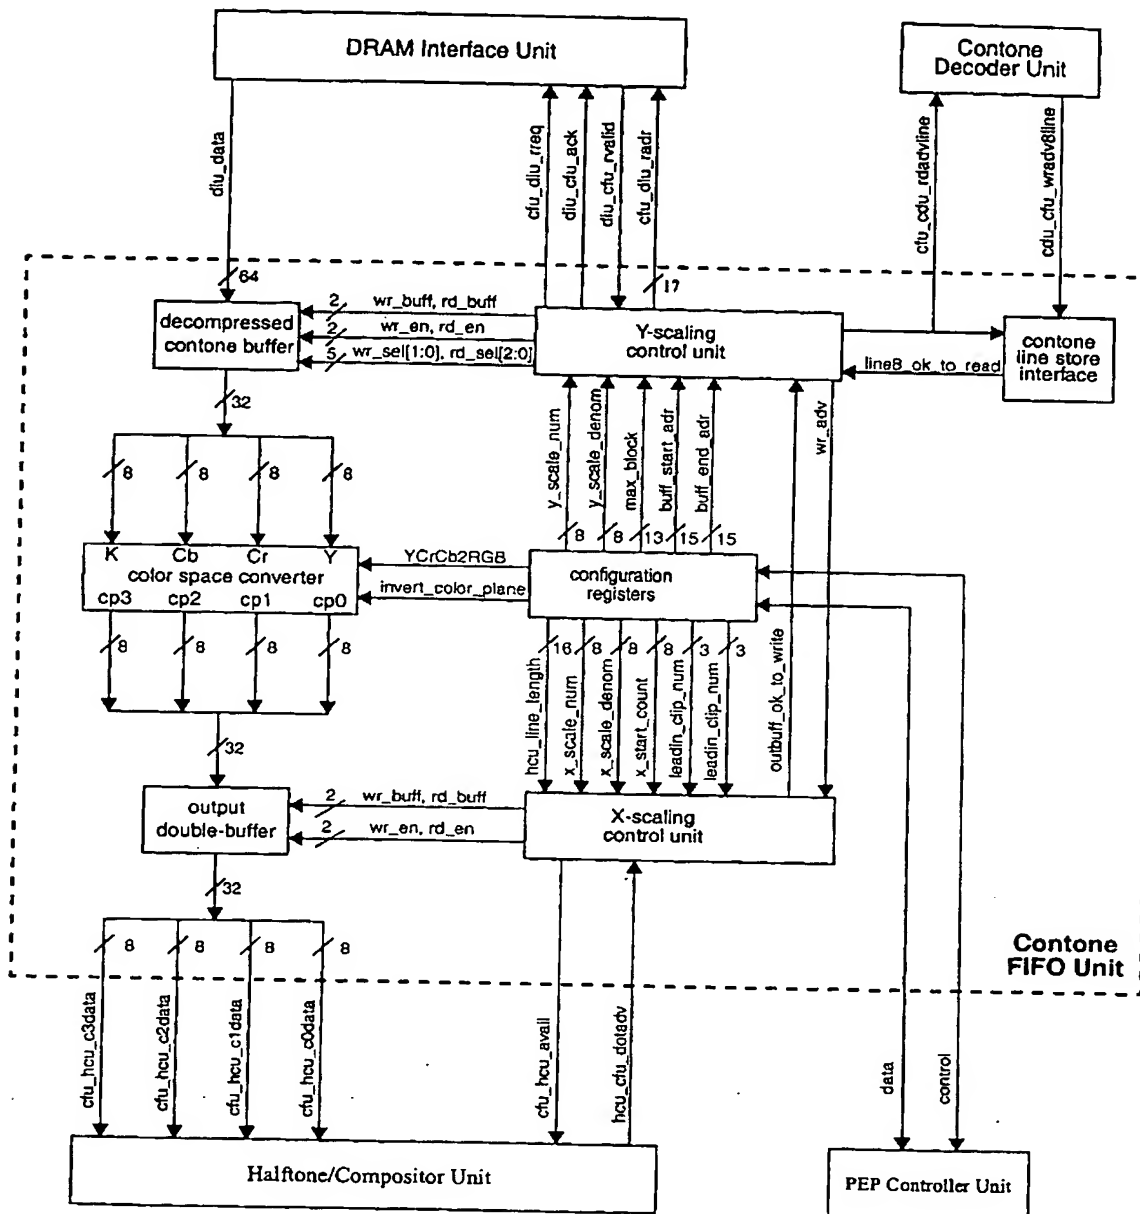 DRAM Interface Unit
Contone
Decoder Unit
diu_data
cfu_diu_rreq
diu_cfu_ack
diu_cfu_rvalid
cfu_diu_radr
cfu_cdu_rdadvline
cdu_cfu_wradv8line
64
17
decompressed
contone buffer
2
wr_buff, rd_buff
2
wr_en, rd_en
5
wr_sel[1:0], rd_sel[2:0]
Y-scaling
control unit
line8_ok_to_read
contone
line store
interface
32
8
8
8
8
y_scale_num
y_scale_denom
max_block
buff_start_adr
buff_end_adr
wr_adv
8
8
13
15
15
K
Cb
Cr
Y
color space converter
cp3
cp2
cp1
cp0
YCrCb2RGB
invert_color_plane
configuration
registers
8
8
8
8
16
8
8
8
3
3
hcu_line_length
x_scale_num
x_scale_denom
x_start_count
leadin_clip_num
leadin_clip_num
outbuff_ok_to_write
32
output
double-buffer
2
wr_buff, rd_buff
2
wr_en, rd_en
X-scaling
control unit
32
8
8
8
8
Contone
FIFO Unit
cfu_hcu_c3data
cfu_hcu_c2data
cfu_hcu_c1data
cfu_hcu_c0data
cfu_hcu_avail
hcu_cfu_dotadv
data
control
Halftone/Compositor Unit
PEP Controller Unit